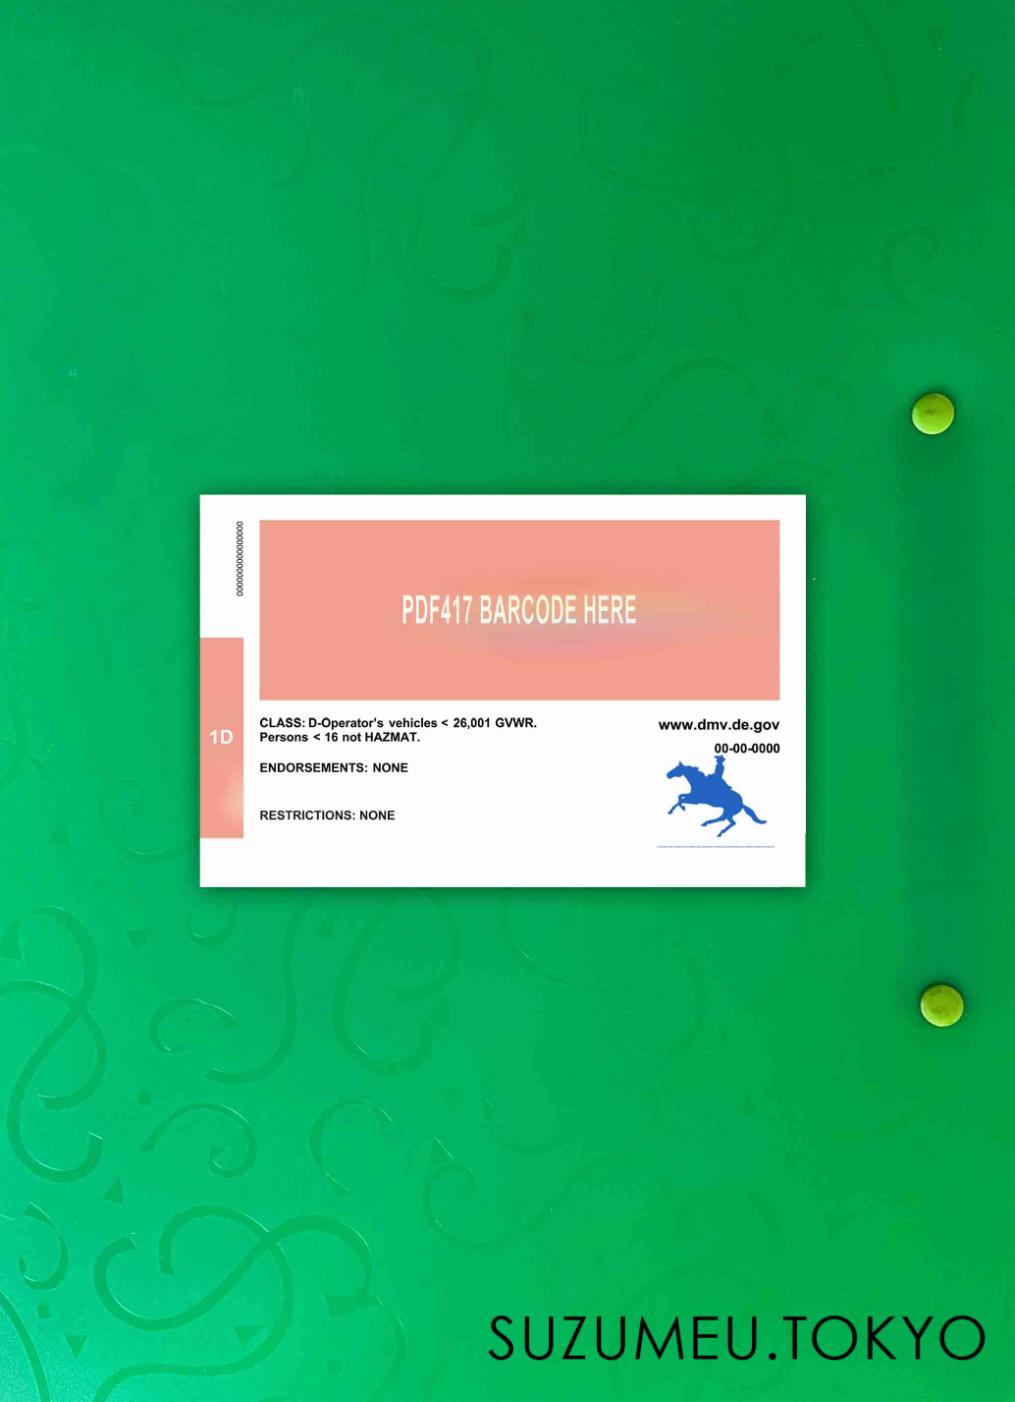 0000000000000000
PDF417 BARCODE HERE
1D
CLASS: D-Operator's vehicles < 26,001 GVWR.
Persons < 16 not HAZMAT.
ENDORSEMENTS: NONE
RESTRICTIONS: NONE
www.dmv.de.gov
00-00-0000
SUZUMEU.TOKYO